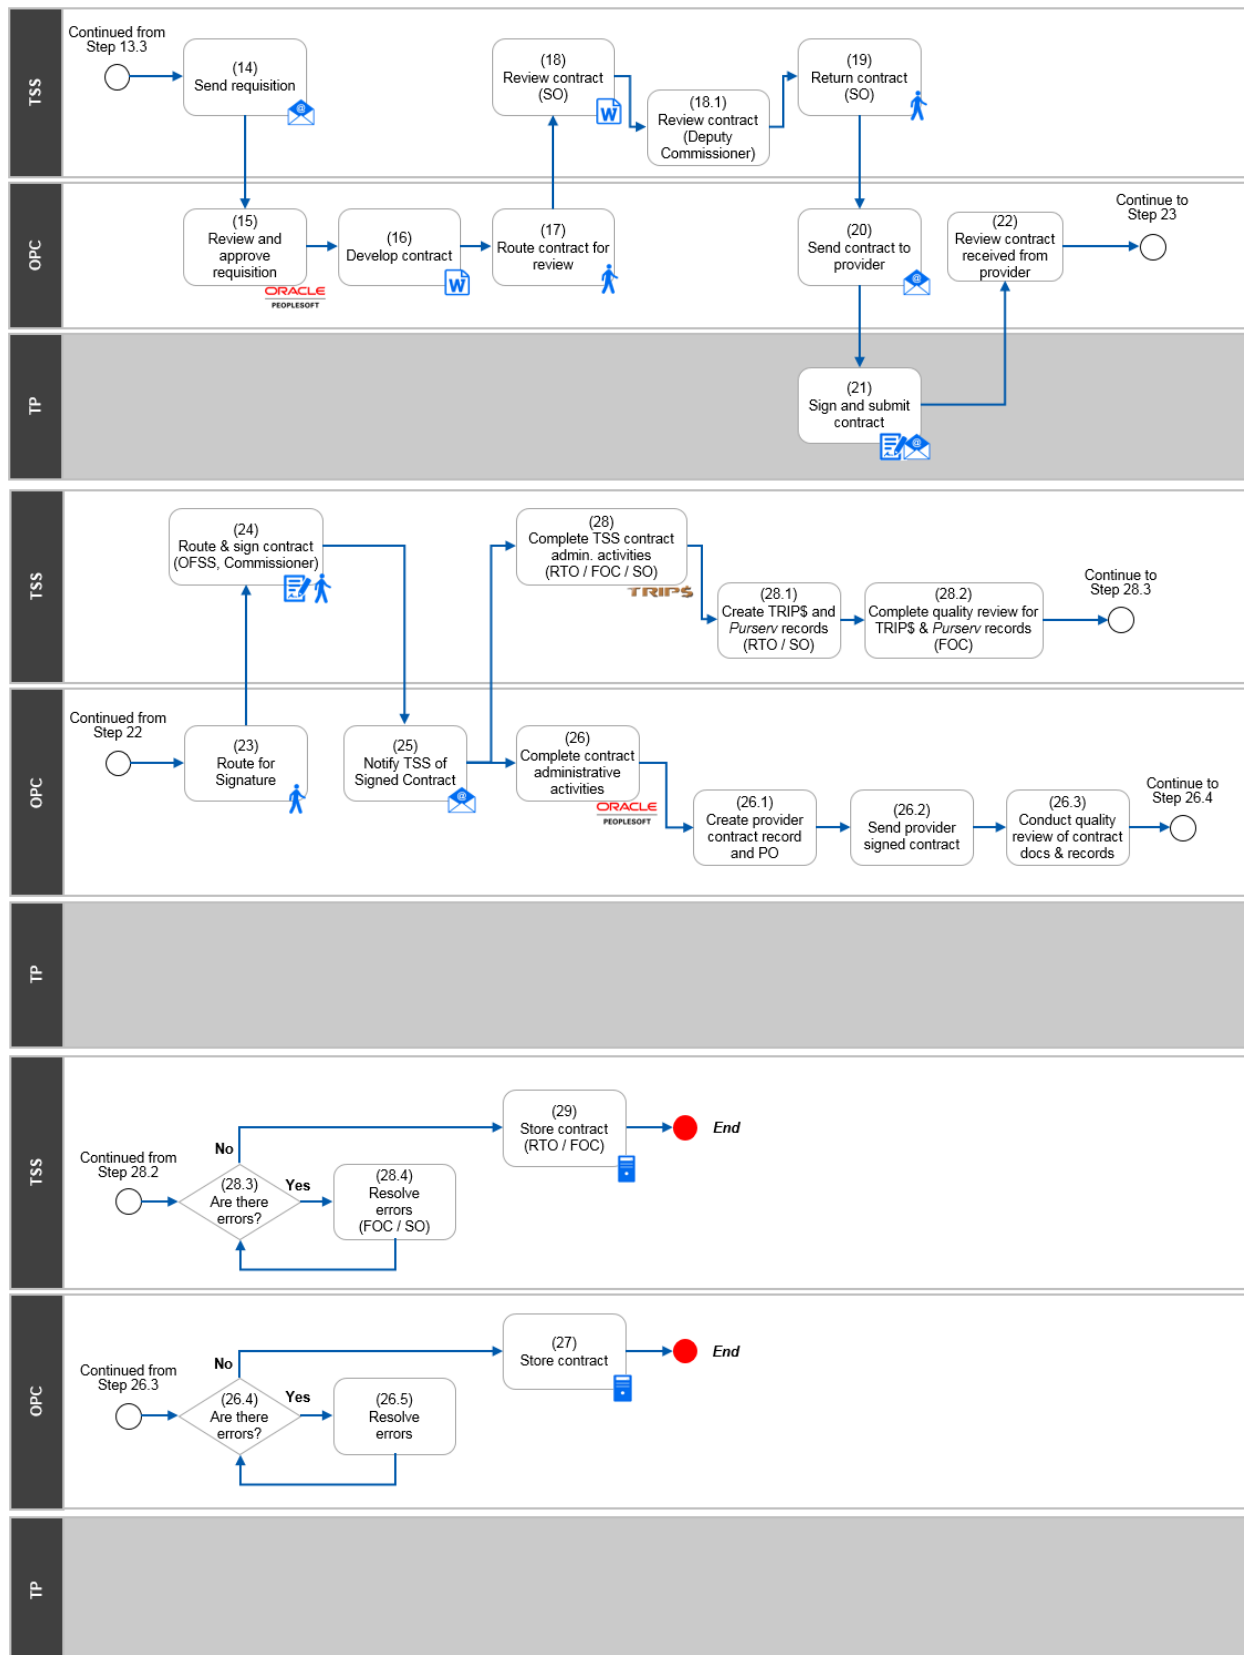 TSS
Continued from
Step 13.3
(14)
Send requisition
@
(18)
Review contract
(SO)
W
(18.1)
Review contract
(Deputy
Commissioner)
(19)
Return contract
(SO)
OPC
(15)
Review and
approve
requisition
ORACLE
PEOPLESOFT
(16)
Develop contract
W
(17)
Route contract for
review
(20)
Send contract to
provider
@
(22)
Review contract
received from
provider
Continue to
Step 23
TP
(21)
Sign and submit
contract
@
TSS
(24)
Route & sign contract
(OFSS, Commissioner)
(28)
Complete TSS contract
admin. activities
(RTO / FOC / SO)
TRIP$
(28.1)
Create TRIP$ and
Purserv records
(RTO / SO)
(28.2)
Complete quality review for
TRIP$ & Purserv records
(FOC)
Continue to
Step 28.3
OPC
Continued from
Step 22
(23)
Route for
Signature
(25)
Notify TSS of
Signed Contract
@
(26)
Complete contract
administrative
activities
ORACLE
PEOPLESOFT
(26.1)
Create provider
contract record
and PO
(26.2)
Send provider
signed contract
(26.3)
Conduct quality
review of contract
docs & records
Continue to
Step 26.4
TP
TSS
Continued from
Step 28.2
(28.3)
Are there
errors?
No
Yes
(28.4)
Resolve
errors
(FOC / SO)
(29)
Store contract
(RTO / FOC)
End
OPC
Continued from
Step 26.3
(26.4)
Are there
errors?
No
Yes
(26.5)
Resolve
errors
(27)
Store contract
End
TP